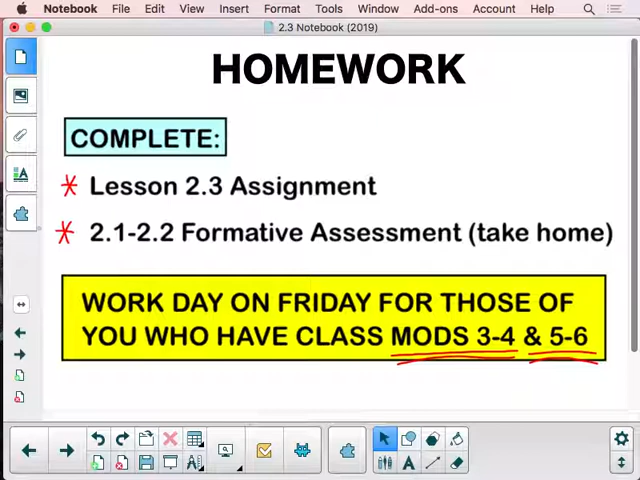 Notebook File Edit View Insert Format Tools Window Add-ons Account Help
2.3 Notebook (2019)
HOMEWORK
COMPLETE:
* Lesson 2.3 Assignment
* 2.1-2.2 Formative Assessment (take home)
WORK DAY ON FRIDAY FOR THOSE OF
YOU WHO HAVE CLASS MODS 3-4 & 5-6